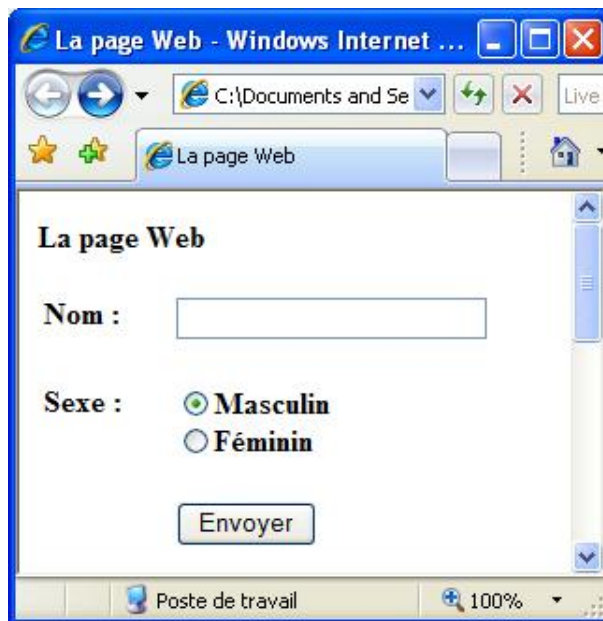 La page Web - Windows Internet ...
C:\Documents and Se
Live
La page Web
La page Web
Nom :
Sexe :
Masculin
Féminin
Envoyer
Poste de travail
100%